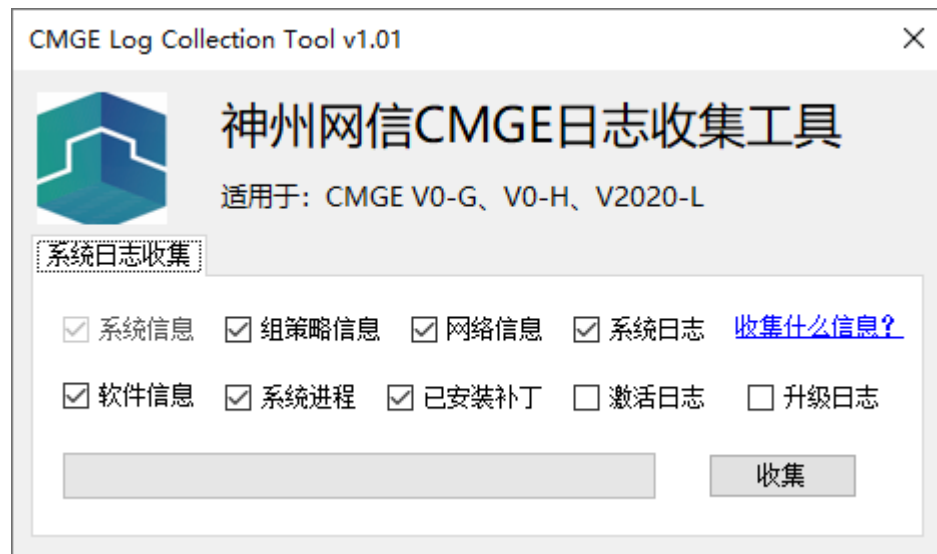 CMGE Log Collection Tool v1.01
神州网信CMGE日志收集工具
适用于：CMGE V0-G、V0-H、V2020-L
系统日志收集
系统信息 组策略信息 网络信息 系统日志 收集什么信息？
软件信息 系统进程 已安装补丁 激活日志 升级日志
收集